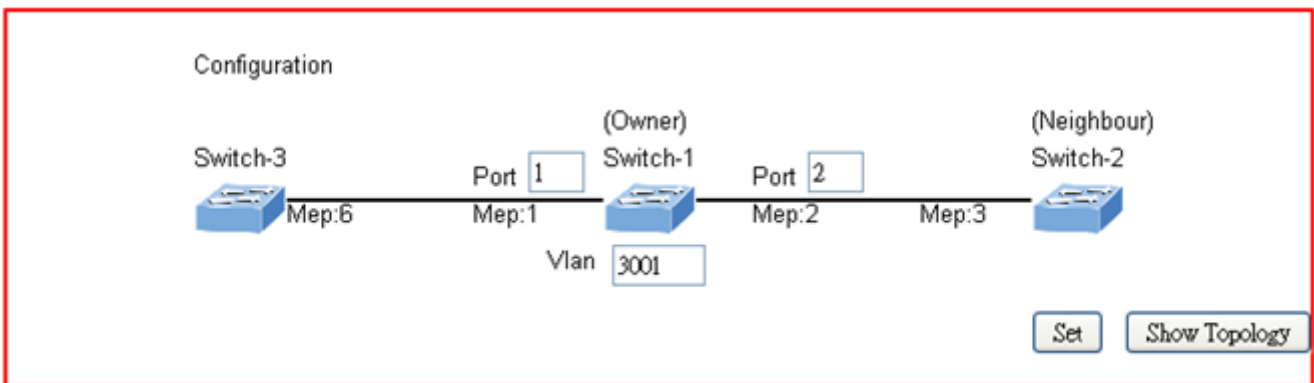 Configuration
(Owner)
(Neighbour)
Switch-3
Switch-1
Switch-2
Port 1
Port 2
Mep:6
Mep:1
Mep:2
Mep:3
Vlan 3001
Set
Show Topology